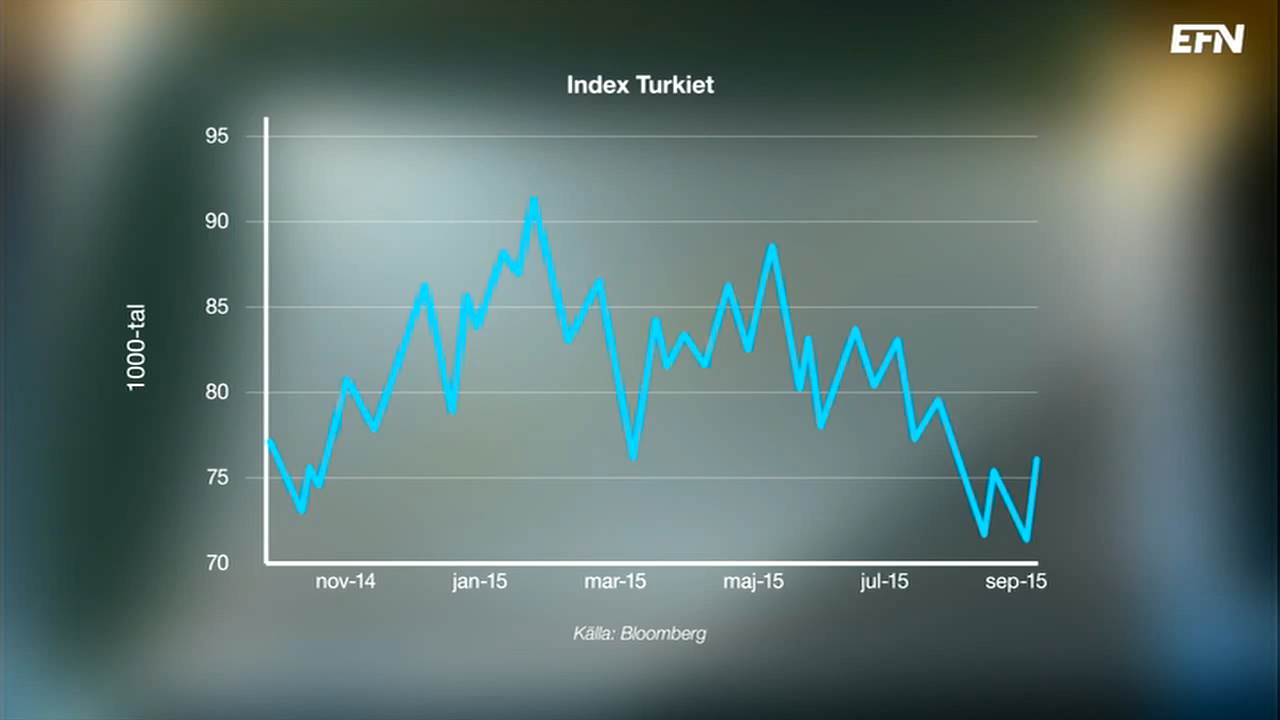 EFN
Index Turkiet
95
90
85
80
75
70
1000-tal
nov-14 jan-15 mar-15 maj-15 jul-15 sep-15
Källa: Bloomberg